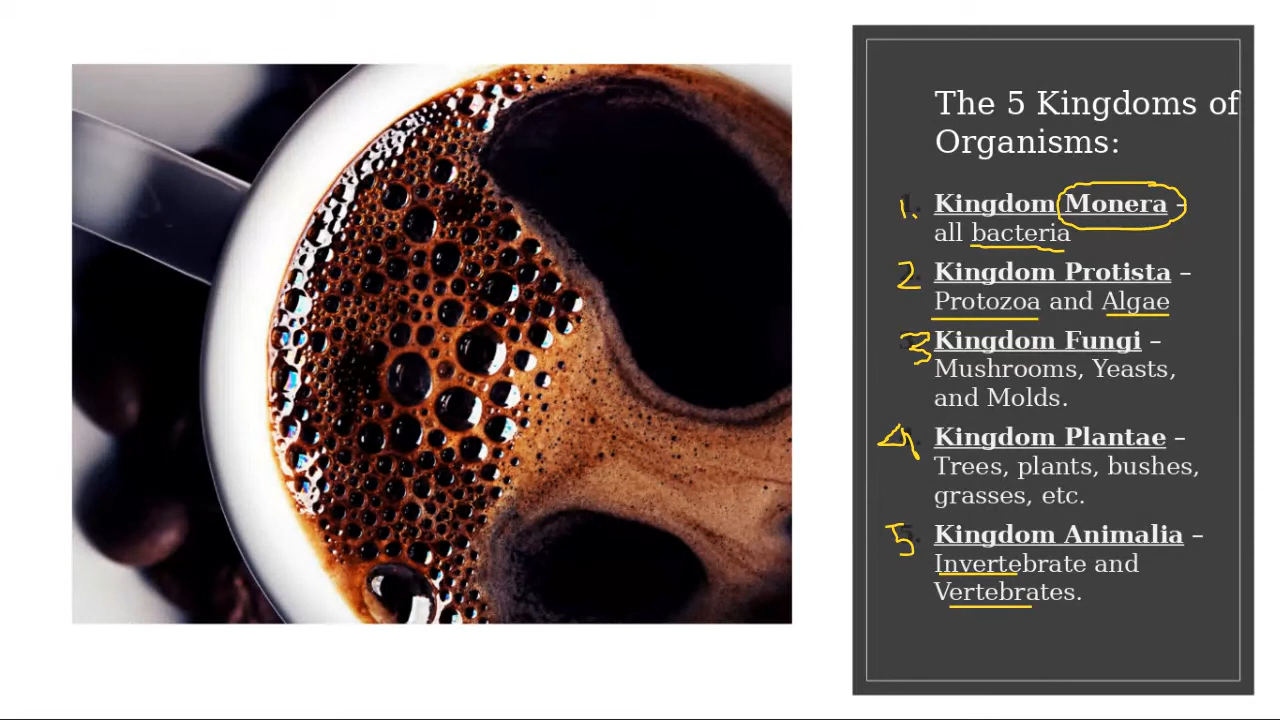 The 5 Kingdoms of
Organisms:
1. Kingdom Monera –
all bacteria
2 Kingdom Protista –
Protozoa and Algae
3 Kingdom Fungi –
Mushrooms, Yeasts,
and Molds.
4 Kingdom Plantae –
Trees, plants, bushes,
grasses, etc.
5 Kingdom Animalia –
Invertebrate and
Vertebrates.